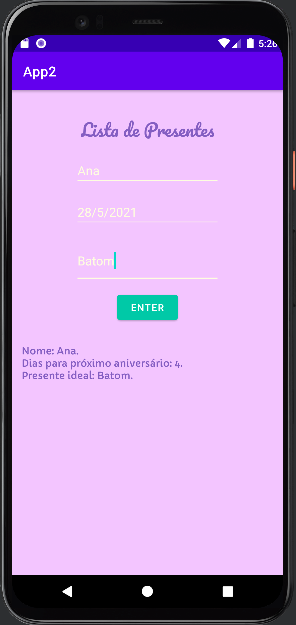 5:26
App2
Lista de Presentes
Ana
28/5/2021
Batom
ENTER
Nome: Ana.
Dias para próximo aniversário: 4.
Presente ideal: Batom.